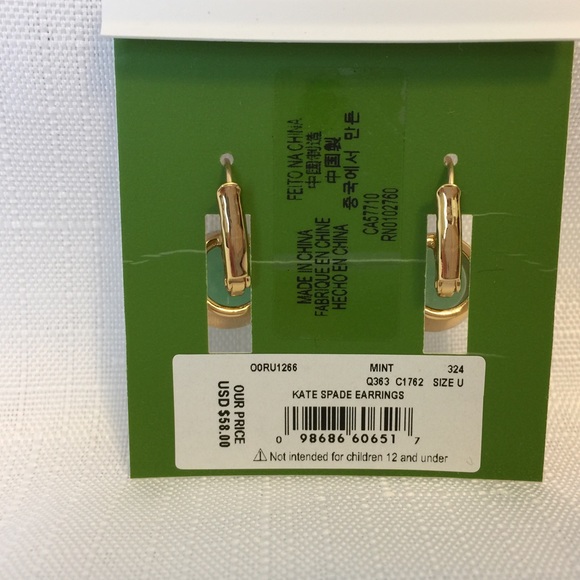 FEITO NA CHINA
中國制造
中国製
중국에서 만든
MADE IN CHINA
FABRIQUE EN CHINE
HECHO EN CHINA
CA57710
RN0102760
O0RU1266 MINT 324
Q363 C1762 SIZE U
KATE SPADE EARRINGS
OUR PRICE
USD $58.00
0 98686 60651 7
⚠ Not intended for children 12 and under